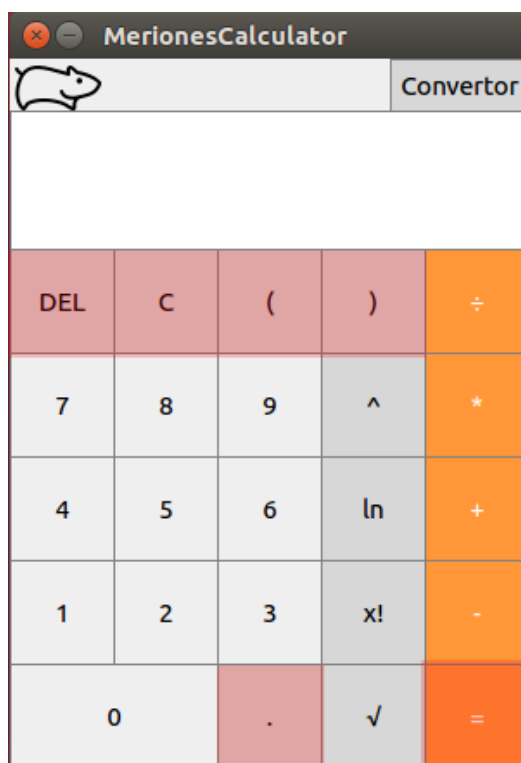 MerionesCalculator
Convertor
DEL C ( ) ÷
7 8 9 ^ *
4 5 6 ln +
1 2 3 x! -
0 . √ =